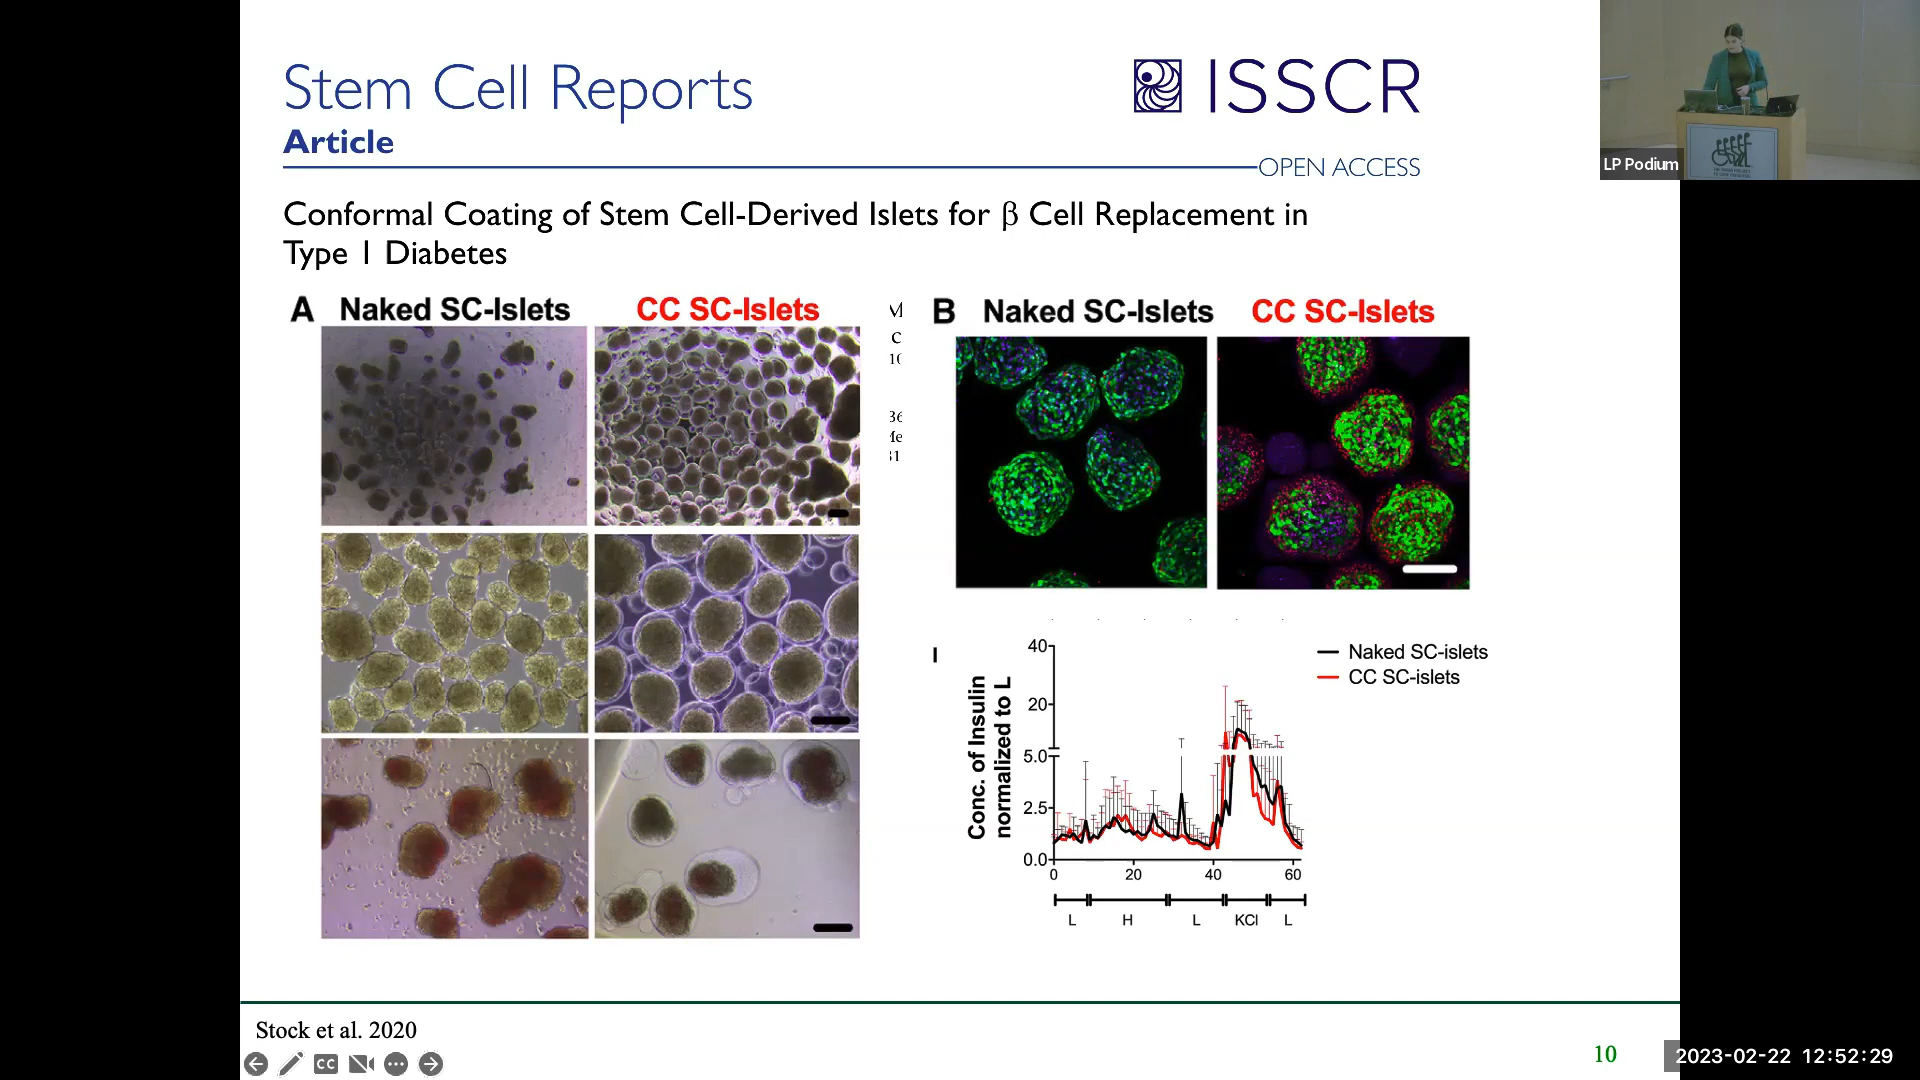 Stem Cell Reports
Article
ISSCR
OPEN ACCESS
LP Podium
Conformal Coating of Stem Cell-Derived Islets for β Cell Replacement in
Type 1 Diabetes
A Naked SC-Islets CC SC-Islets
B Naked SC-Islets CC SC-Islets
I
Conc. of Insulin
normalized to L
40
20
5.0
2.5
0.0
0 20 40 60
L H L KCl L
Naked SC-islets
CC SC-islets
Stock et al. 2020
CC
10
2023-02-22 12:52:29